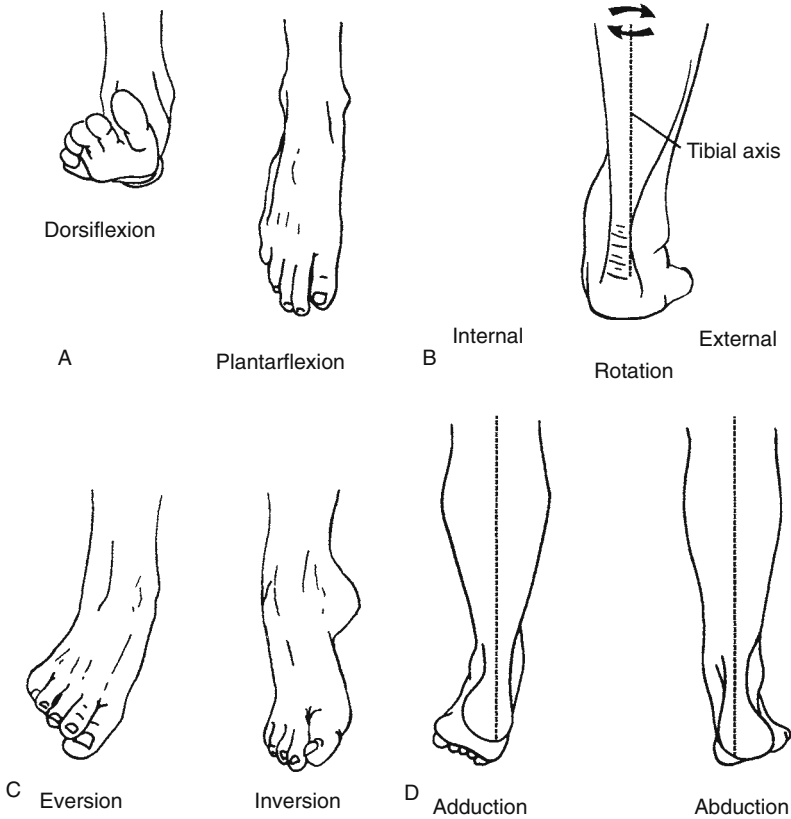 Dorsiflexion
A
Plantarflexion
Tibial axis
Internal
External
B
Rotation
C
Eversion
Inversion
D
Adduction
Abduction